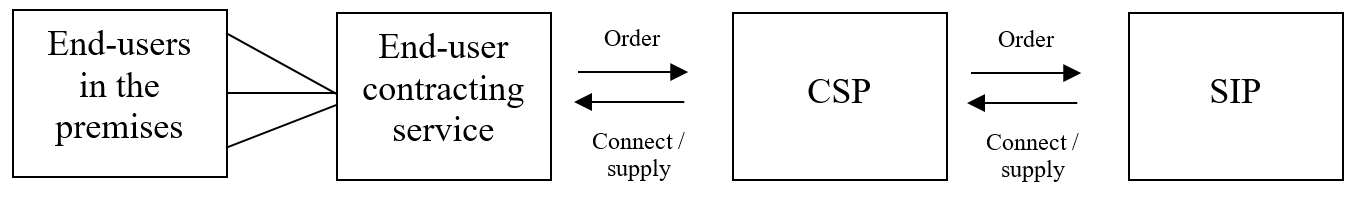 End-users
in the
premises
End-user
contracting
service
Order
Connect /
supply
CSP
Order
Connect /
supply
SIP